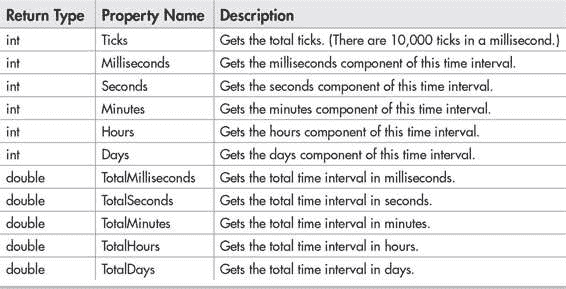 Return Type Property Name Description
int Ticks Gets the total ticks. (There are 10,000 ticks in a millisecond.)
int Milliseconds Gets the milliseconds component of this time interval.
int Seconds Gets the seconds component of this time interval.
int Minutes Gets the minutes component of this time interval.
int Hours Gets the hours component of this time interval.
int Days Gets the days component of this time interval.
double TotalMilliseconds Gets the total time interval in milliseconds.
double TotalSeconds Gets the total time interval in seconds.
double TotalMinutes Gets the total time interval in minutes.
double TotalHours Gets the total time interval in hours.
double TotalDays Gets the total time interval in days.